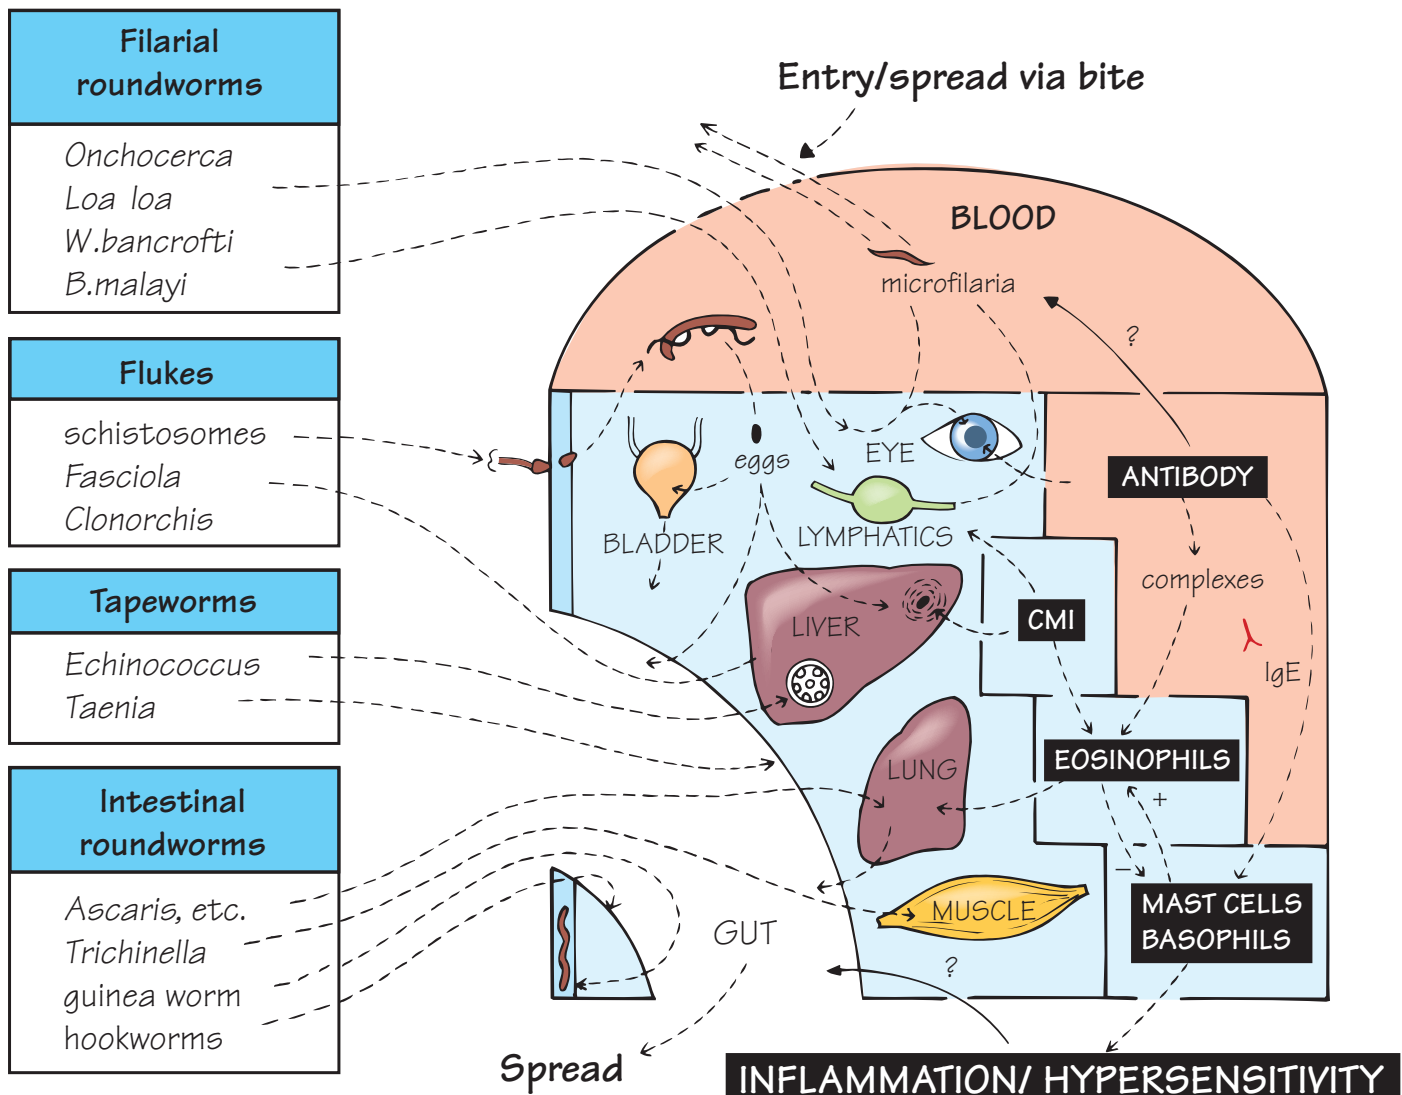 Filarial
roundworms
Onchocerca
Loa loa
W.bancrofti
B.malayi
Flukes
schistosomes
Fasciola
Clonorchis
Tapeworms
Echinococcus
Taenia
Intestinal
roundworms
Ascaris, etc.
Trichinella
guinea worm
hookworms
Entry/spread via bite
BLOOD
microfilaria
?
eggs
EYE
BLADDER
LYMPHATICS
ANTIBODY
complexes
LIVER
CMI
IgE
LUNG
EOSINOPHILS
+
−
MUSCLE
MAST CELLS
BASOPHILS
GUT
?
Spread
INFLAMMATION/ HYPERSENSITIVITY